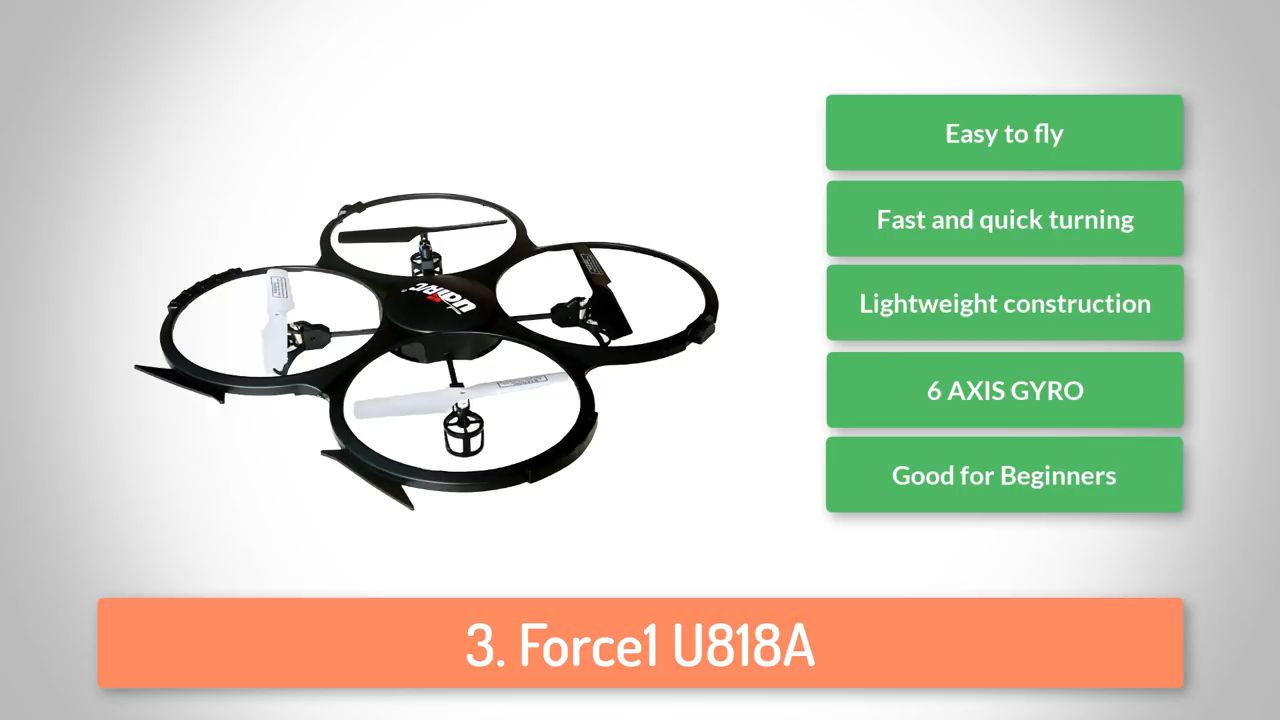 Easy to fly
Fast and quick turning
Lightweight construction
6 AXIS GYRO
Good for Beginners
3. Force1 U818A